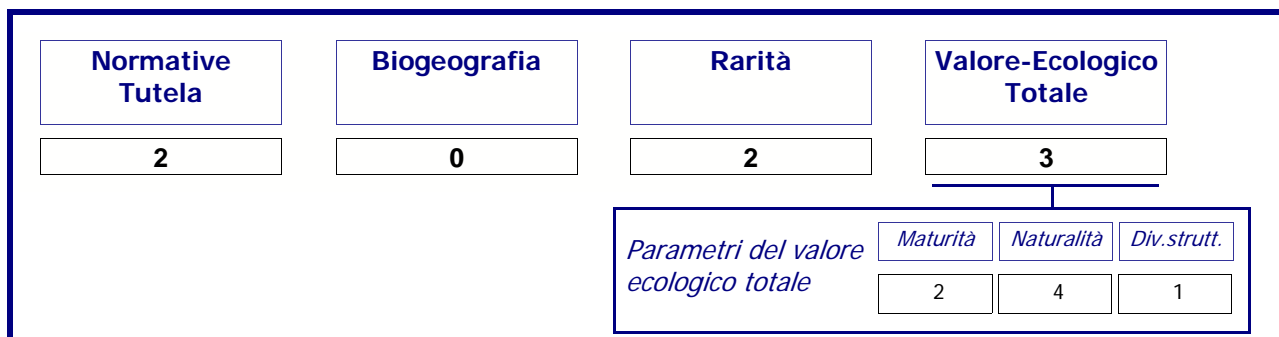 Normative
Tutela
Biogeografia
Rarità
Valore-Ecologico
Totale
2
0
2
3
Parametri del valore
ecologico totale
Maturità
Naturalità
Div.strutt.
2
4
1